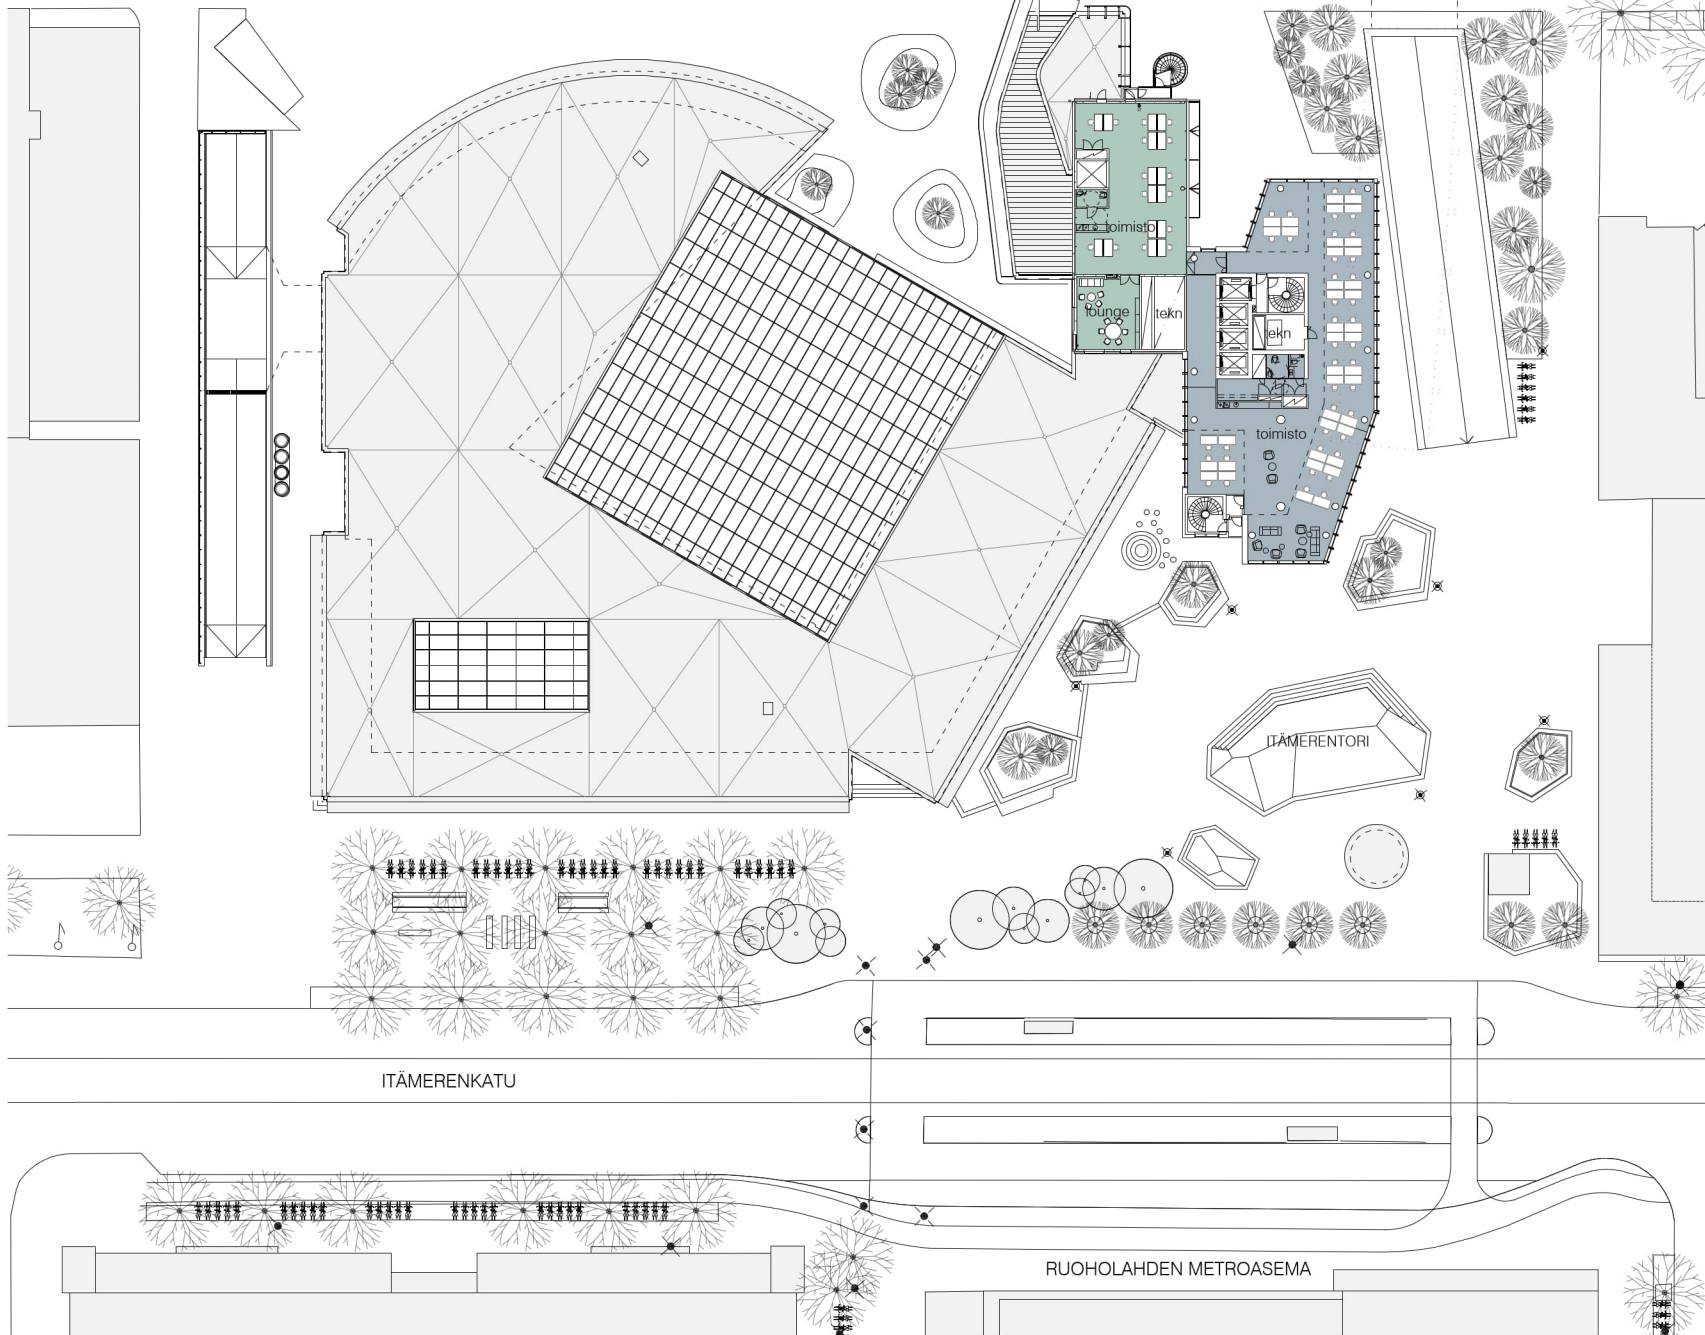 toimisto
lounge
tekn
tekn
toimisto
ITÄMERENTORI
ITÄMERENKATU
RUOHOLAHDEN METROASEMA